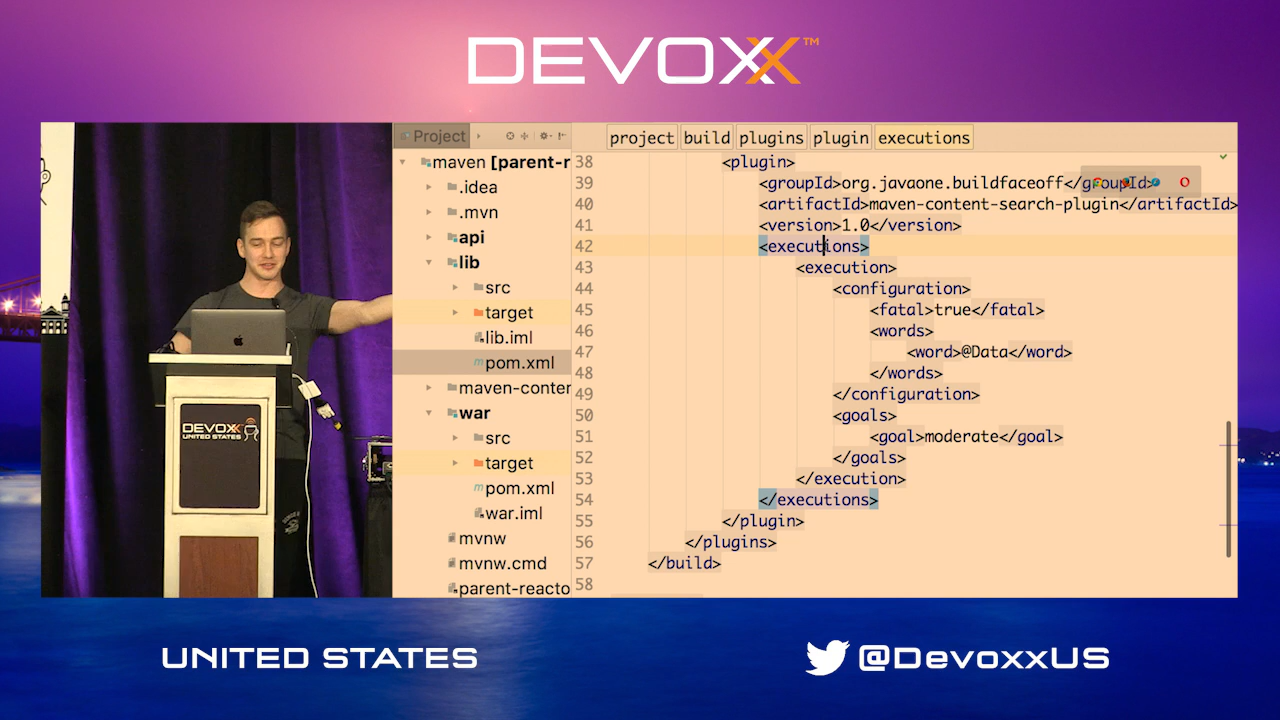 DEVOXX™
Project
maven [parent-r
.idea
.mvn
api
lib
src
target
lib.iml
pom.xml
maven-conter
war
src
target
pom.xml
war.iml
mvnw
mvnw.cmd
parent-reacto
project build plugins plugin executions
38 <plugin>
39 <groupId>org.javaone.buildfaceoff</groupId>
40 <artifactId>maven-content-search-plugin</artifactId>
41 <version>1.0</version>
42 <executions>
43 <execution>
44 <configuration>
45 <fatal>true</fatal>
46 <words>
47 <word>@Data</word>
48 </words>
49 </configuration>
50 <goals>
51 <goal>moderate</goal>
52 </goals>
53 </execution>
54 </executions>
55 </plugin>
56 </plugins>
57 </build>
58
DEVOXX
UNITED STATES
UNITED STATES
@DevoxxUS